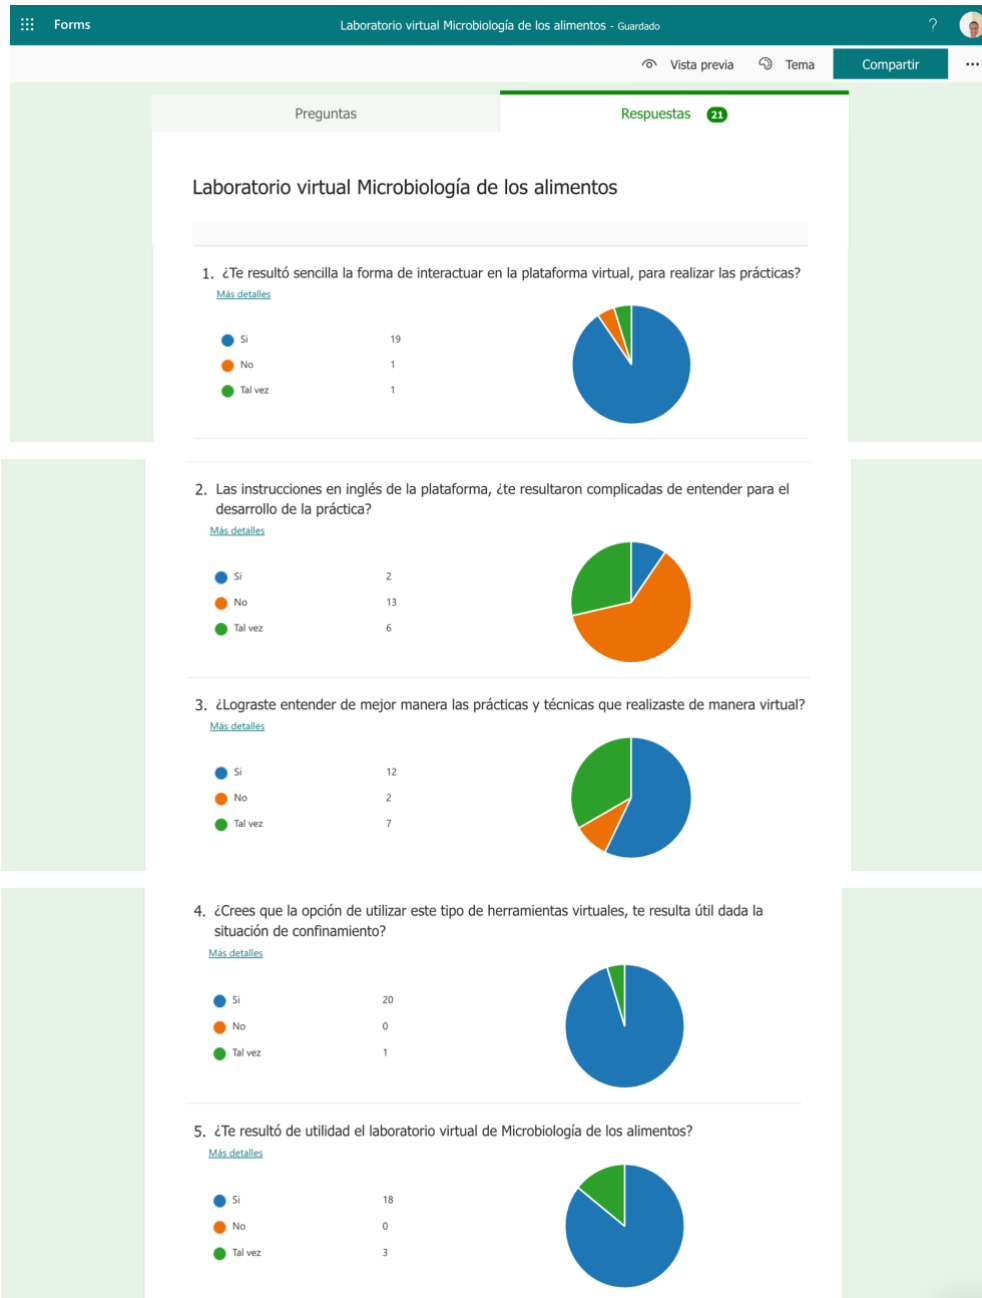 Forms
Laboratorio virtual Microbiología de los alimentos - Guardado
?
Vista previa
Tema
Compartir
...
Preguntas
Respuestas 21
Laboratorio virtual Microbiología de los alimentos
1. ¿Te resultó sencilla la forma de interactuar en la plataforma virtual, para realizar las prácticas?
Más detalles
Si 19
No 1
Tal vez 1
2. Las instrucciones en inglés de la plataforma, ¿te resultaron complicadas de entender para el
desarrollo de la práctica?
Más detalles
Si 2
No 13
Tal vez 6
3. ¿Lograste entender de mejor manera las prácticas y técnicas que realizaste de manera virtual?
Más detalles
Si 12
No 2
Tal vez 7
4. ¿Crees que la opción de utilizar este tipo de herramientas virtuales, te resulta útil dada la
situación de confinamiento?
Más detalles
Si 20
No 0
Tal vez 1
5. ¿Te resultó de utilidad el laboratorio virtual de Microbiología de los alimentos?
Más detalles
Si 18
No 0
Tal vez 3